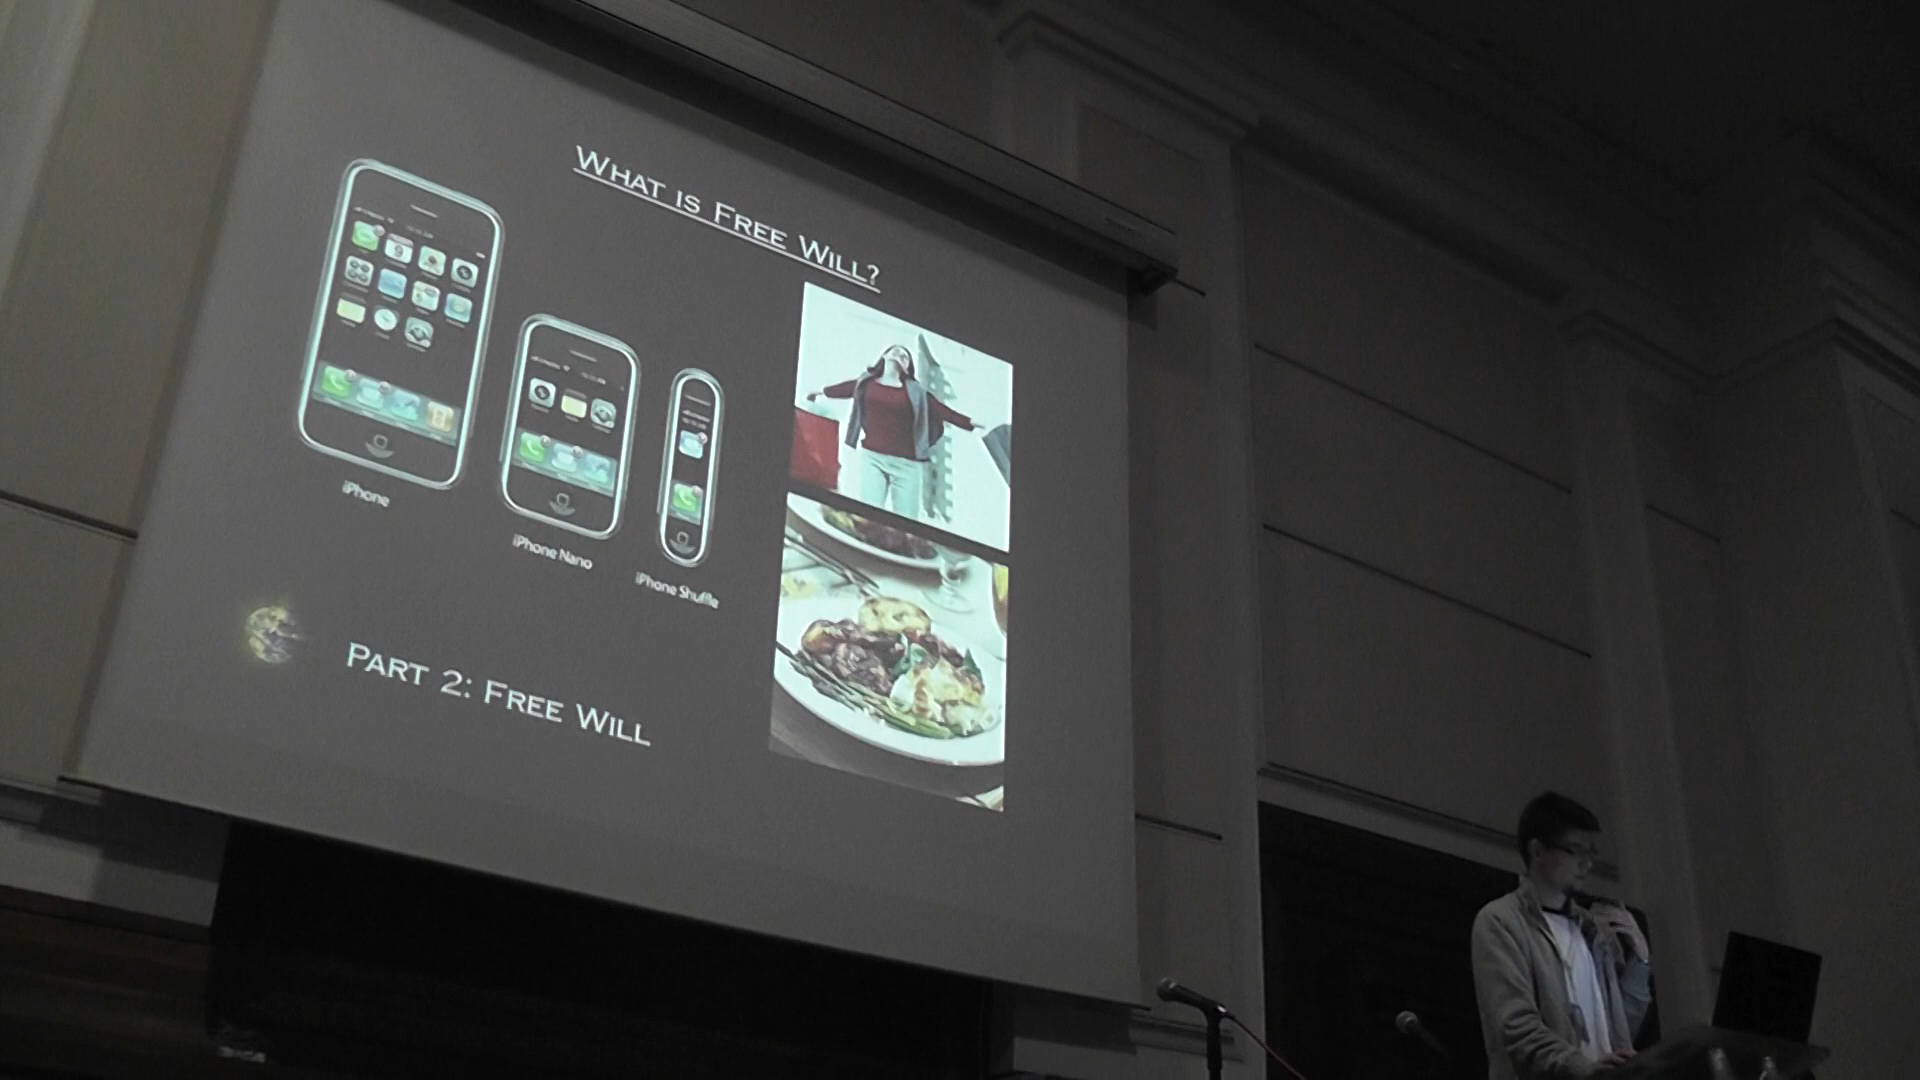 What is Free Will?
iPhone
iPhone Nano
iPhone Shuffle
Part 2: Free Will